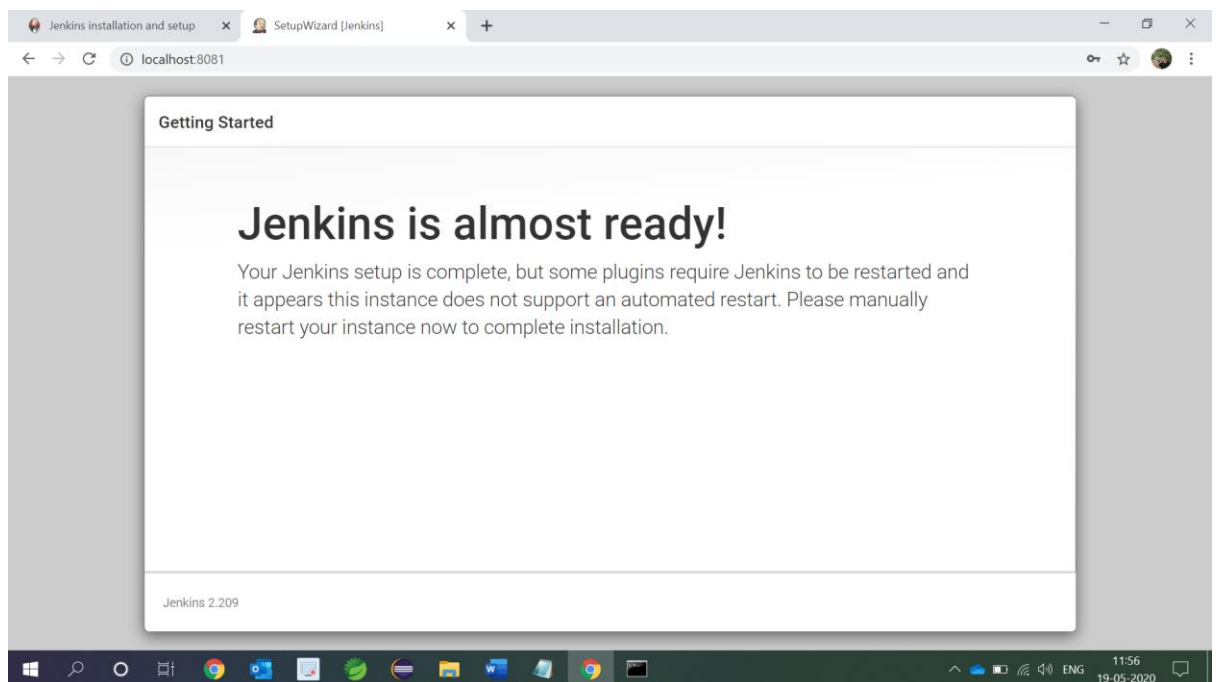 Jenkins installation and setup
SetupWizard [Jenkins]
localhost:8081
Getting Started
Jenkins is almost ready!
Your Jenkins setup is complete, but some plugins require Jenkins to be restarted and
it appears this instance does not support an automated restart. Please manually
restart your instance now to complete installation.
Jenkins 2.209
ENG
11:56
19-05-2020